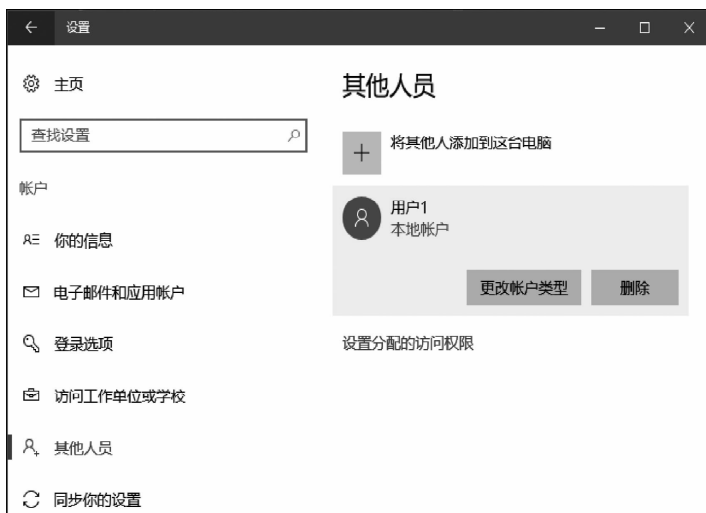 设置
主页
查找设置
帐户
你的信息
电子邮件和应用帐户
登录选项
访问工作单位或学校
其他人员
同步你的设置
其他人员
将其他人添加到这台电脑
用户1
本地帐户
更改帐户类型
删除
设置分配的访问权限